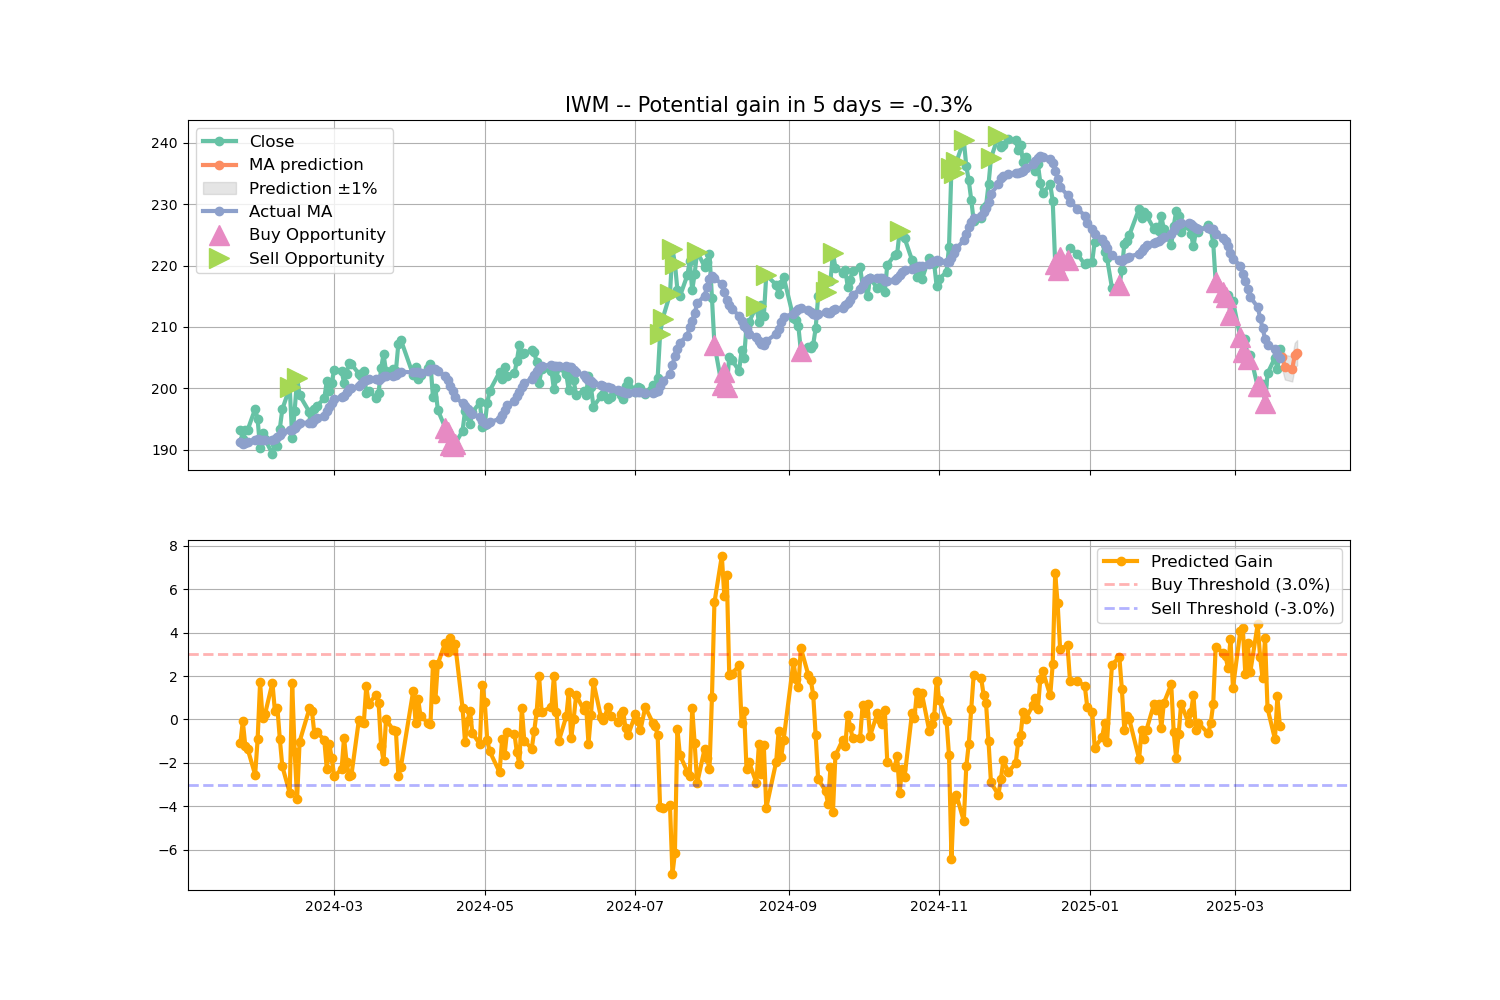 IWM -- Potential gain in 5 days = -0.3%
240
230
220
210
200
190
Close
MA prediction
Prediction ±1%
Actual MA
Buy Opportunity
Sell Opportunity
8
6
4
2
0
−2
−4
−6
Predicted Gain
Buy Threshold (3.0%)
Sell Threshold (-3.0%)
2024-03
2024-05
2024-07
2024-09
2024-11
2025-01
2025-03